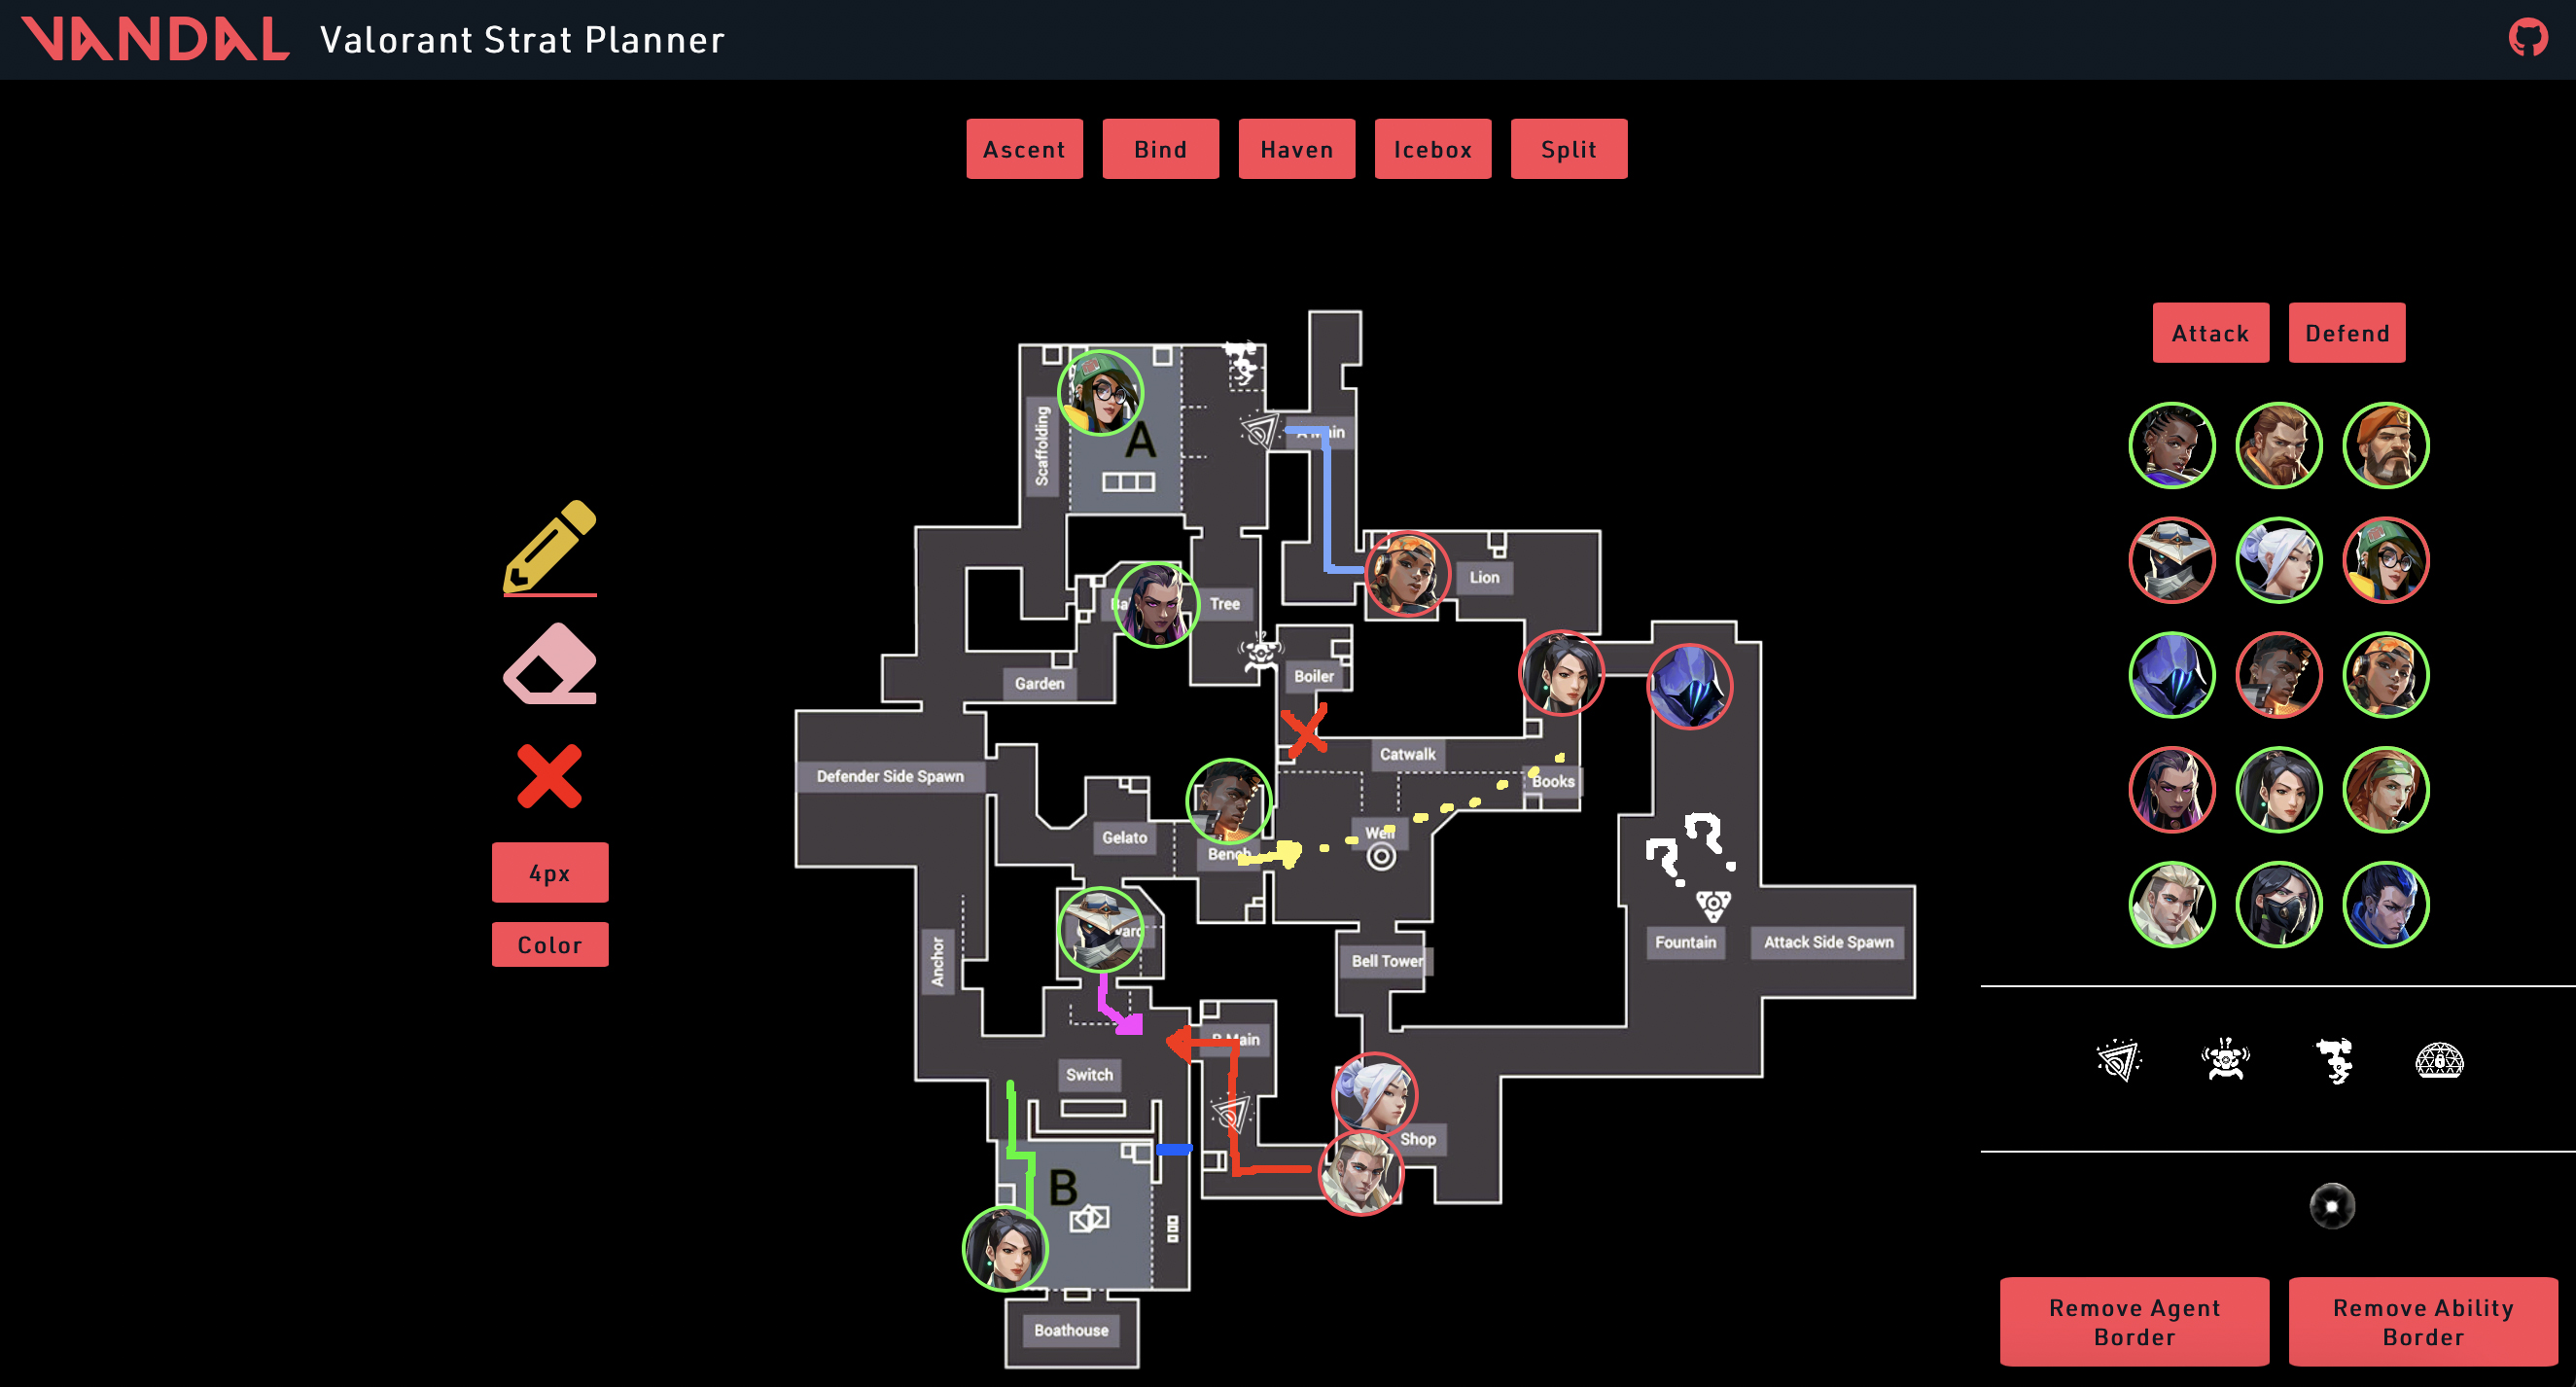 VANDAL Valorant Strat Planner
Ascent Bind Haven Icebox Split
Attack Defend
Scaffolding
A
Lion
Tree
Garden
Boiler
Catwalk
Defender Side Spawn
Books
Gelato
Well
Bench
4px
Color
Anchor
Fountain
Attack Side Spawn
Bell Tower
B Main
Switch
Shop
B
Boathouse
Remove Agent
Border
Remove Ability
Border
? ?